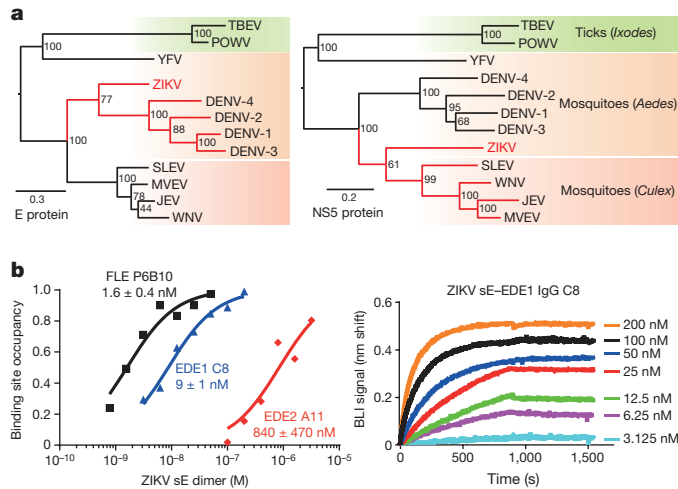 a
TBEV
100
POWV
100
YFV
ZIKV
77
DENV-4
100
DENV-2
88
DENV-1
100
DENV-3
100
SLEV
100
MVEV
78
JEV
44
WNV
0.3
E protein
TBEV
100
POWV
Ticks (Ixodes)
YFV
100
DENV-4
100
DENV-2
95
DENV-1
68
DENV-3
Mosquitoes (Aedes)
100
ZIKV
61
SLEV
99
WNV
100
JEV
100
MVEV
Mosquitoes (Culex)
0.2
NS5 protein
b
FLE P6B10
1.6 ± 0.4 nM
EDE1 C8
9 ± 1 nM
EDE2 A11
840 ± 470 nM
Binding site occupancy
1.0
0.8
0.6
0.4
0.2
0
10⁻¹⁰
10⁻⁹
10⁻⁸
10⁻⁷
10⁻⁶
10⁻⁵
ZIKV sE dimer (M)
ZIKV sE–EDE1 IgG C8
BLI signal (nm shift)
0.6
0.4
0.2
0
0
500
1,000
1,500
Time (s)
200 nM
100 nM
50 nM
25 nM
12.5 nM
6.25 nM
3.125 nM